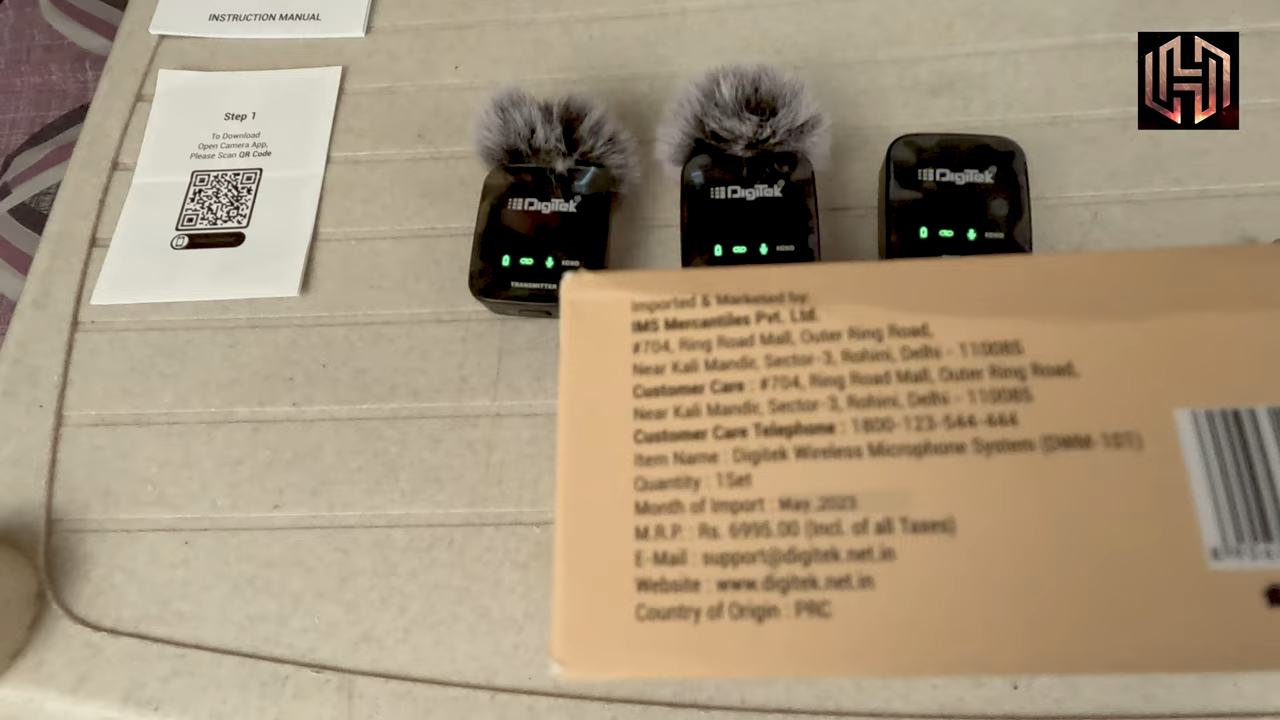 INSTRUCTION MANUAL
Step 1
To Download
Open Camera App,
Please Scan QR Code
DigiTek
TRANSMITTER
DigiTek
DigiTek
Imported & Marketed by:
IMS Mercantiles Pvt. Ltd.
#704, Ring Road Mall, Outer Ring Road,
Near Kali Mandir, Sector-3, Rohini, Delhi - 110085
Customer Care : #704, Ring Road Mall, Outer Ring Road,
Near Kali Mandir, Sector-3, Rohini, Delhi - 110085
Customer Care Telephone : 1800-123-544-444
Item Name : Digitek Wireless Microphone System (DWM-101)
Quantity : 1Set
Month of Import : May
M.R.P. : Rs. 6995.00 (Incl. of all Taxes)
E-Mail : support@digitek.net.in
Website : www.digitek.net.in
Country of Origin : PRC